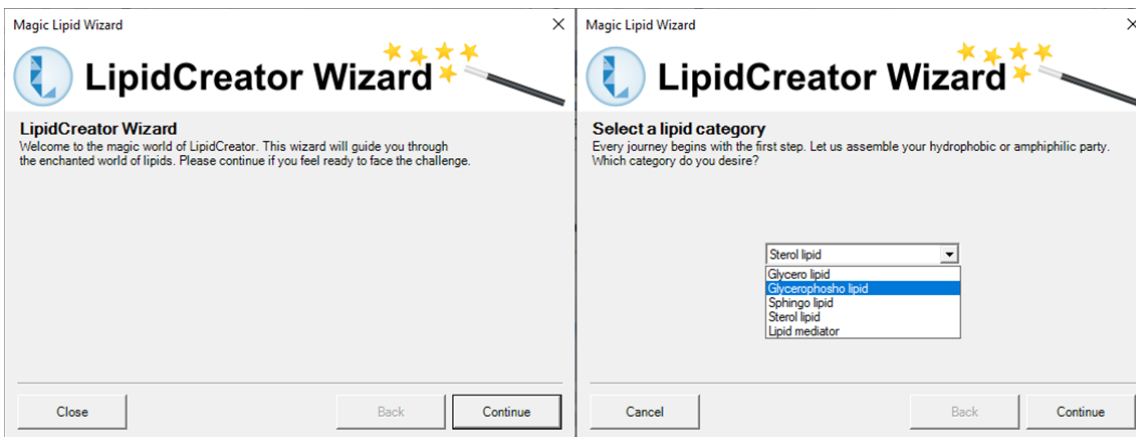 Magic Lipid Wizard
LipidCreator Wizard
LipidCreator Wizard
Welcome to the magic world of LipidCreator. This wizard will guide you through
the enchanted world of lipids. Please continue if you feel ready to face the challenge.
Close
Back
Continue
Magic Lipid Wizard
LipidCreator Wizard
Select a lipid category
Every journey begins with the first step. Let us assemble your hydrophobic or amphiphilic party.
Which category do you desire?
Sterol lipid
Glycero lipid
Glycerophosho lipid
Sphingo lipid
Sterol lipid
Lipid mediator
Cancel
Back
Continue